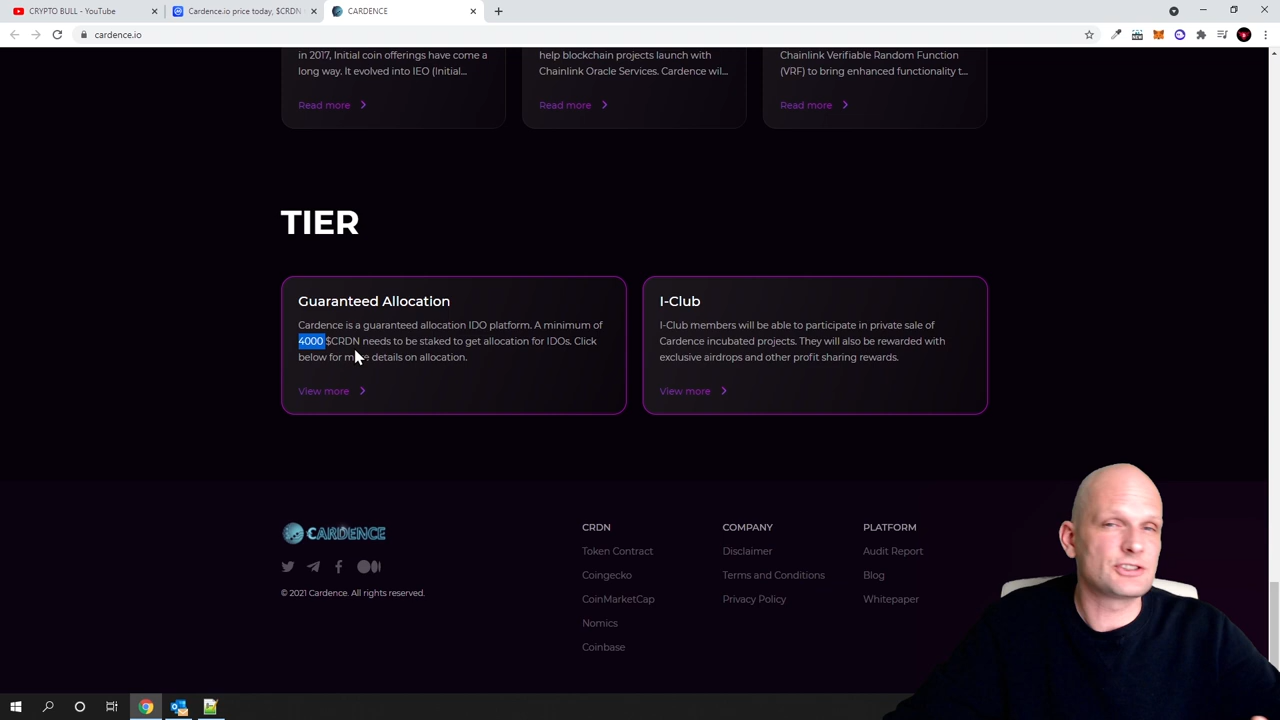 CRYPTO BULL - YouTube
Cardence.io price today, $CRDN
CARDENCE
cardence.io
in 2017, Initial coin offerings have come a
long way. It evolved into IEO (Initial...
Read more
help blockchain projects launch with
Chainlink Oracle Services. Cardence wil...
Read more
Chainlink Verifiable Random Function
(VRF) to bring enhanced functionality t...
Read more
TIER
Guaranteed Allocation
Cardence is a guaranteed allocation IDO platform. A minimum of
4000 $CRDN needs to be staked to get allocation for IDOs. Click
below for more details on allocation.
View more
I-Club
I-Club members will be able to participate in private sale of
Cardence incubated projects. They will also be rewarded with
exclusive airdrops and other profit sharing rewards.
View more
CARDENCE
© 2021 Cardence. All rights reserved.
CRDN
Token Contract
Coingecko
CoinMarketCap
Nomics
Coinbase
COMPANY
Disclaimer
Terms and Conditions
Privacy Policy
PLATFORM
Audit Report
Blog
Whitepaper